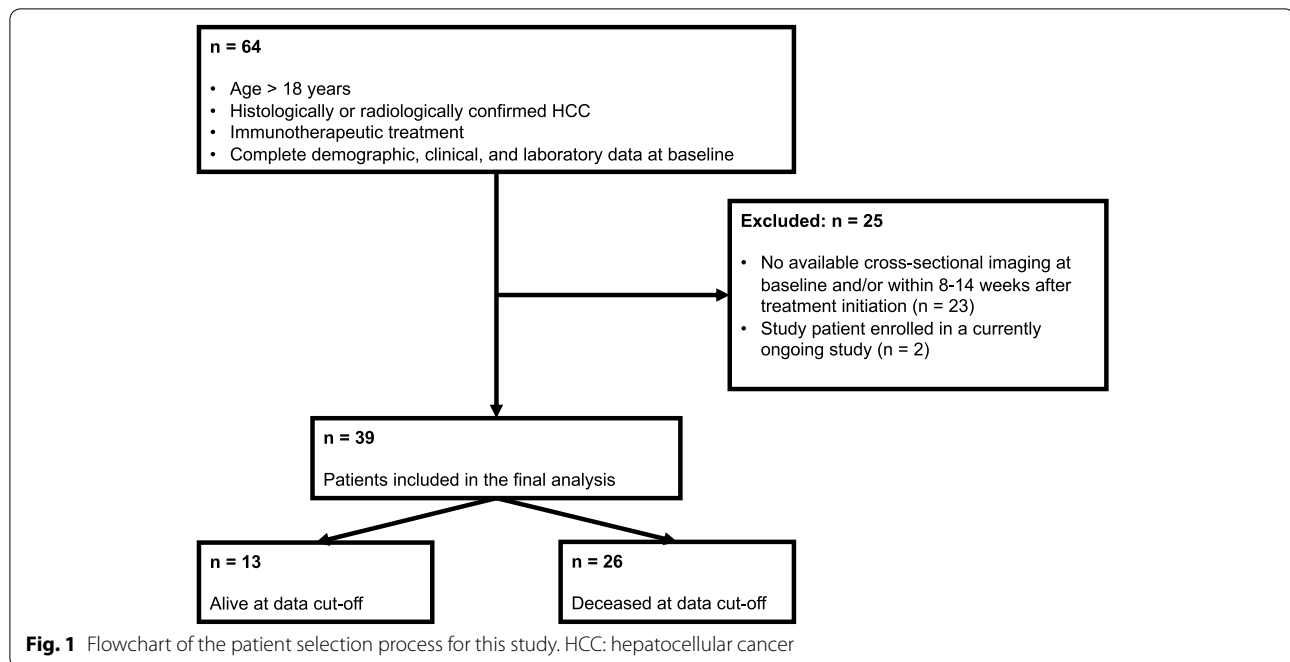 n = 64
• Age > 18 years
• Histologically or radiologically confirmed HCC
• Immunotherapeutic treatment
• Complete demographic, clinical, and laboratory data at baseline
Excluded: n = 25
• No available cross-sectional imaging at
baseline and/or within 8-14 weeks after
treatment initiation (n = 23)
• Study patient enrolled in a currently
ongoing study (n = 2)
n = 39
Patients included in the final analysis
n = 13
Alive at data cut-off
n = 26
Deceased at data cut-off
Fig. 1 Flowchart of the patient selection process for this study. HCC: hepatocellular cancer